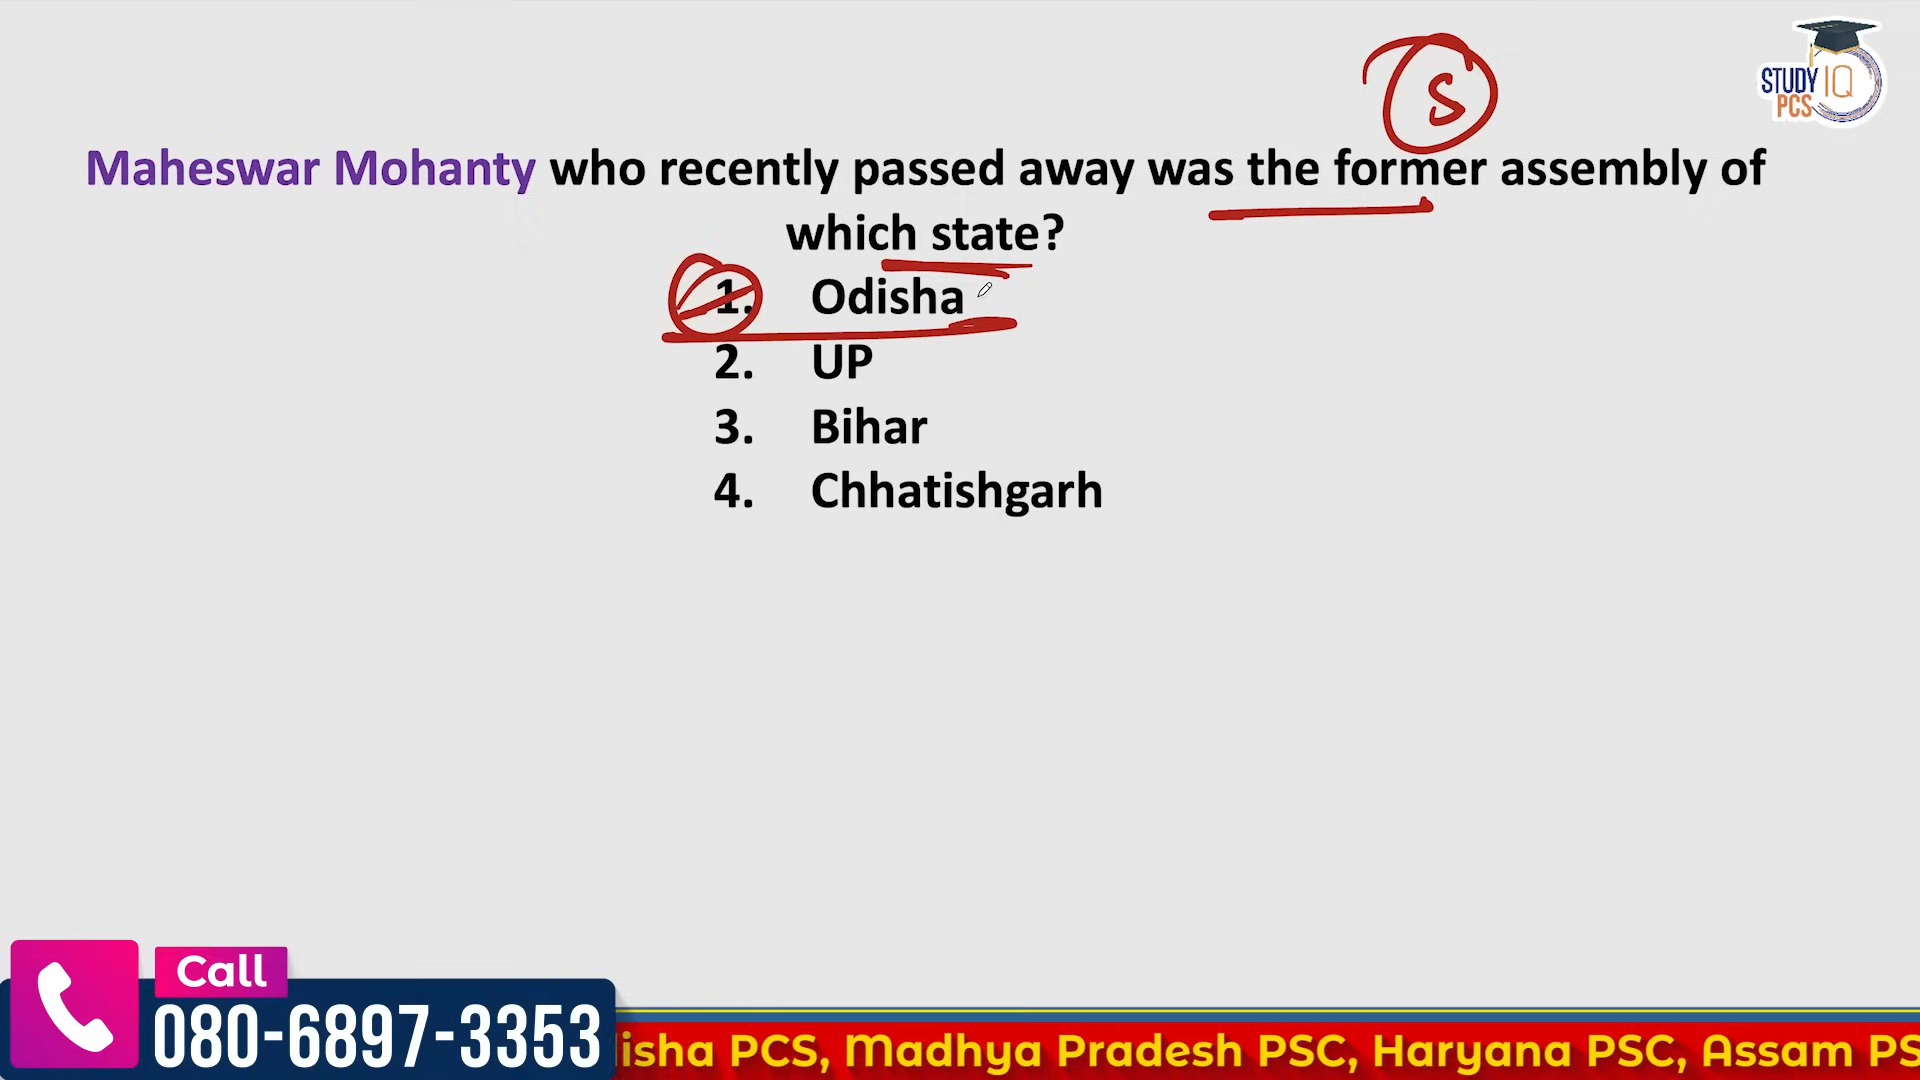 S
STUDY IQ
PCS
Maheswar Mohanty who recently passed away was the former assembly of
which state?
1. Odisha
2. UP
3. Bihar
4. Chhatishgarh
Call
080-6897-3353
isha PCS, Madhya Pradesh PSC, Haryana PSC, Assam PS